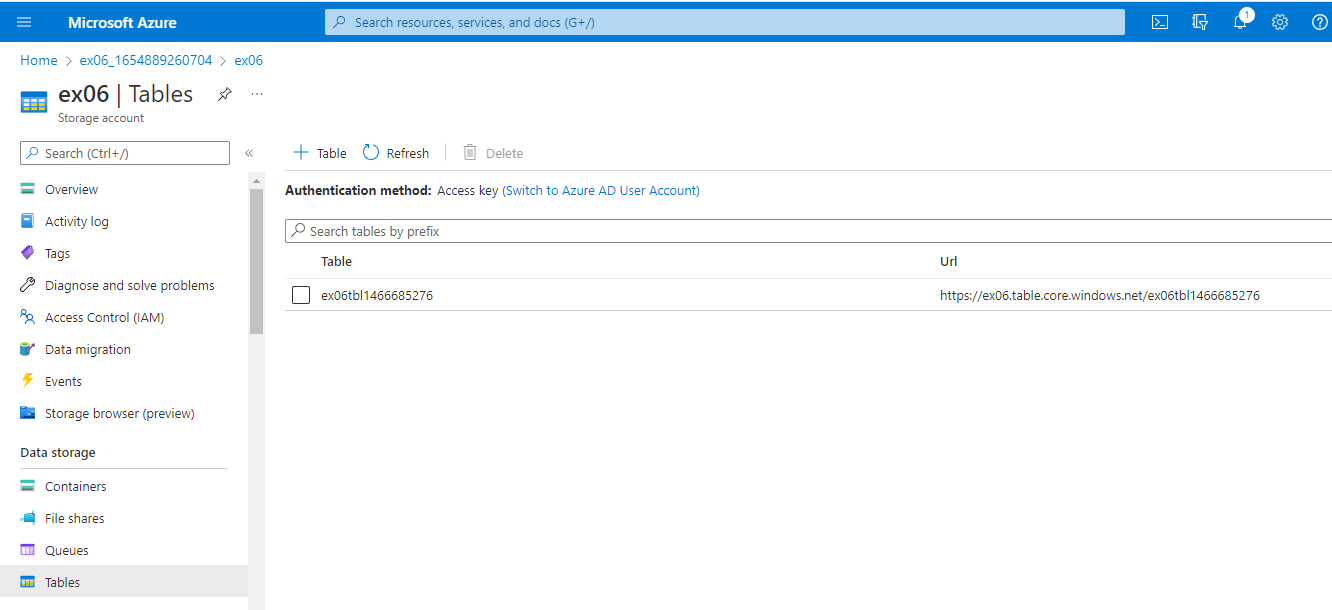 Microsoft Azure
Search resources, services, and docs (G+/)
1
Home > ex06_1654889260704 > ex06
ex06 | Tables
...
Storage account
Search (Ctrl+/)
«
Overview
Activity log
Tags
Diagnose and solve problems
Access Control (IAM)
Data migration
Events
Storage browser (preview)
Data storage
Containers
File shares
Queues
Tables
+ Table Refresh Delete
Authentication method: Access key (Switch to Azure AD User Account)
Search tables by prefix
Table Url
ex06tbl1466685276 https://ex06.table.core.windows.net/ex06tbl1466685276